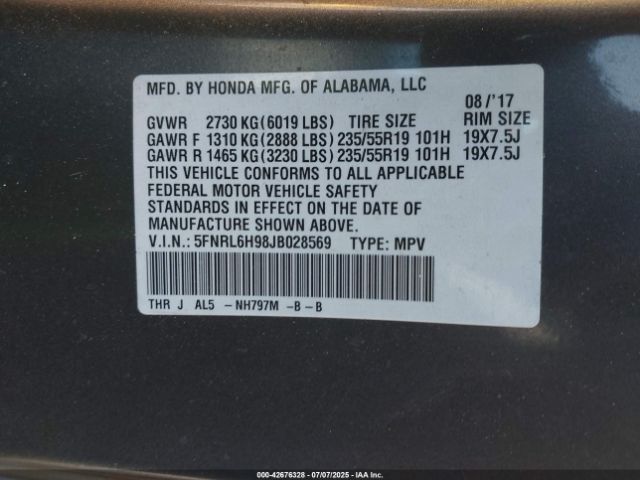 MFD. BY HONDA MFG. OF ALABAMA, LLC
08 /'17
GVWR 2730 KG(6019 LBS) TIRE SIZE RIM SIZE
GAWR F 1310 KG(2888 LBS) 235/55R19 101H 19X7.5J
GAWR R 1465 KG(3230 LBS) 235/55R19 101H 19X7.5J
THIS VEHICLE CONFORMS TO ALL APPLICABLE
FEDERAL MOTOR VEHICLE SAFETY
STANDARDS IN EFFECT ON THE DATE OF
MANUFACTURE SHOWN ABOVE.
V.I.N.: 5FNRL6H98JB028569 TYPE: MPV
THR J AL5 -NH797M -B-B
000-42676328 - 07/07/2025 - IAAI.com